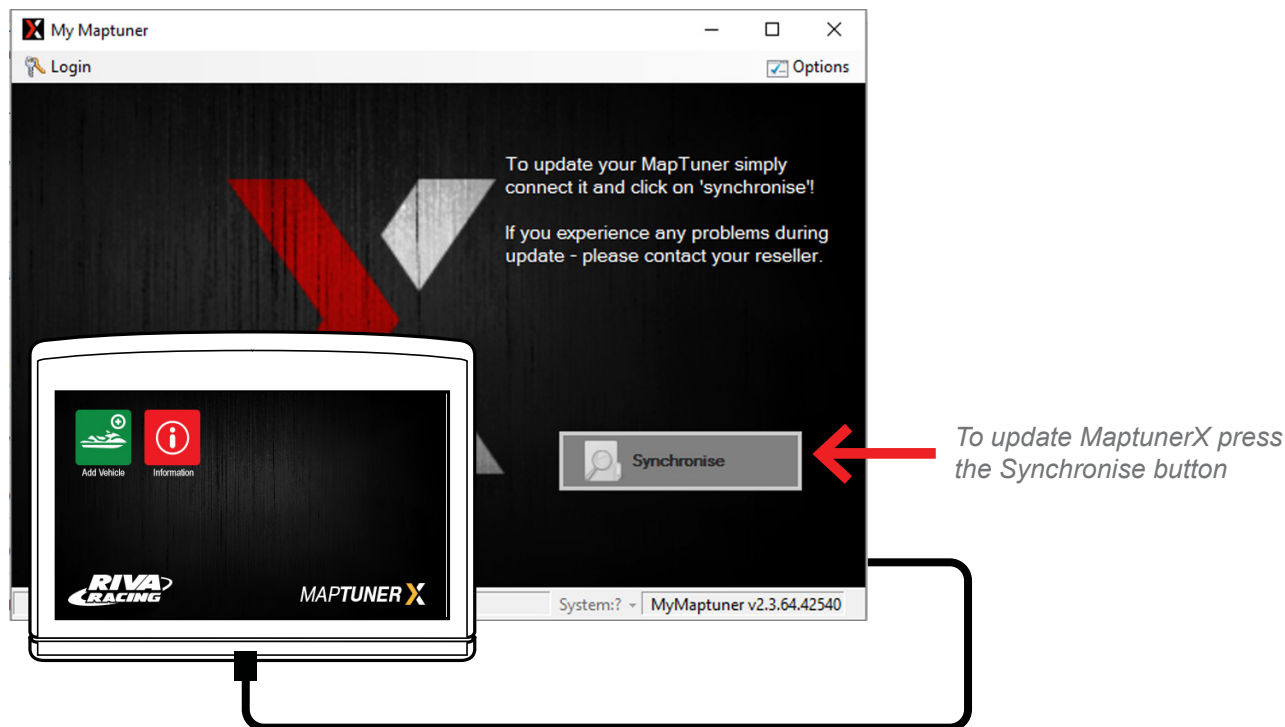 My Maptuner
Login
Options
To update your MapTuner simply
connect it and click on 'synchronise'!
If you experience any problems during
update - please contact your reseller.
Synchronise
To update MaptunerX press
the Synchronise button
Add Vehicle
Information
RIVA
RACING
MAPTUNER X
System:?
MyMaptuner v2.3.64.42540